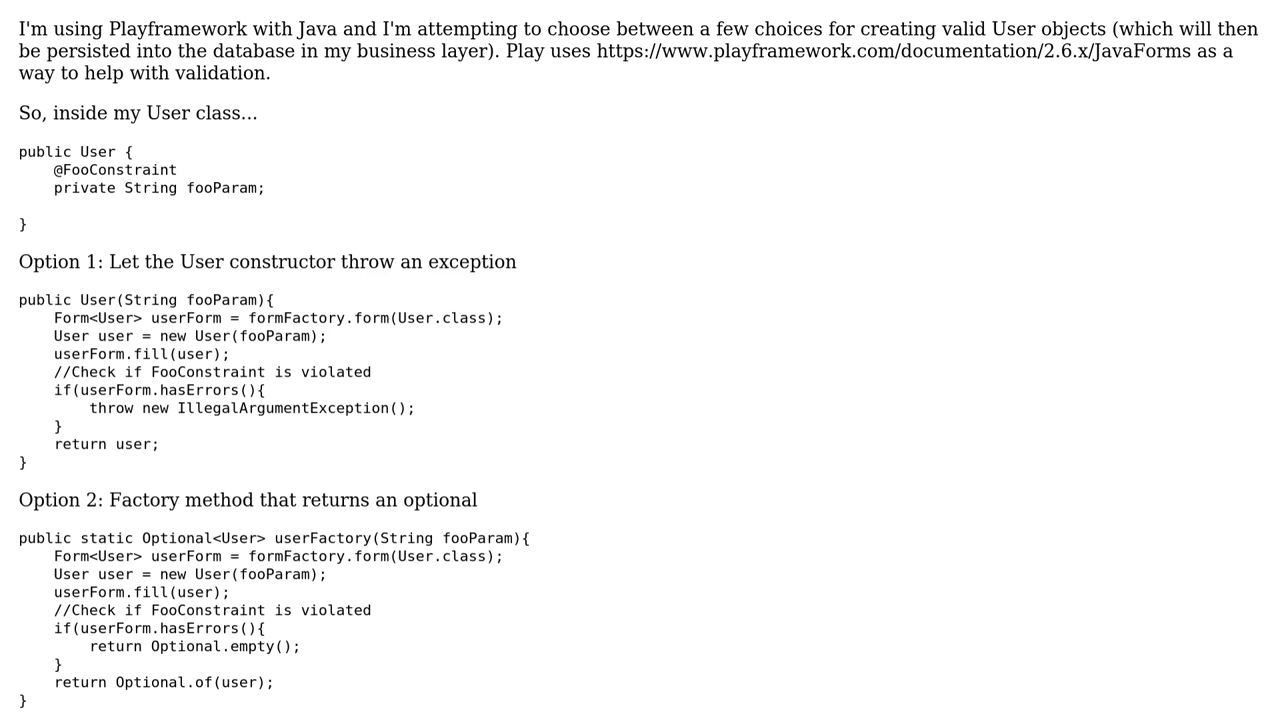 I'm using Playframework with Java and I'm attempting to choose between a few choices for creating valid User objects (which will then
be persisted into the database in my business layer). Play uses https://www.playframework.com/documentation/2.6.x/JavaForms as a
way to help with validation.
So, inside my User class...
public User {
    @FooConstraint
    private String fooParam;
}
Option 1: Let the User constructor throw an exception
public User(String fooParam){
    Form<User> userForm = formFactory.form(User.class);
    User user = new User(fooParam);
    userForm.fill(user);
    //Check if FooConstraint is violated
    if(userForm.hasErrors(){
        throw new IllegalArgumentException();
    }
    return user;
}
Option 2: Factory method that returns an optional
public static Optional<User> userFactory(String fooParam){
    Form<User> userForm = formFactory.form(User.class);
    User user = new User(fooParam);
    userForm.fill(user);
    //Check if FooConstraint is violated
    if(userForm.hasErrors(){
        return Optional.empty();
    }
    return Optional.of(user);
}